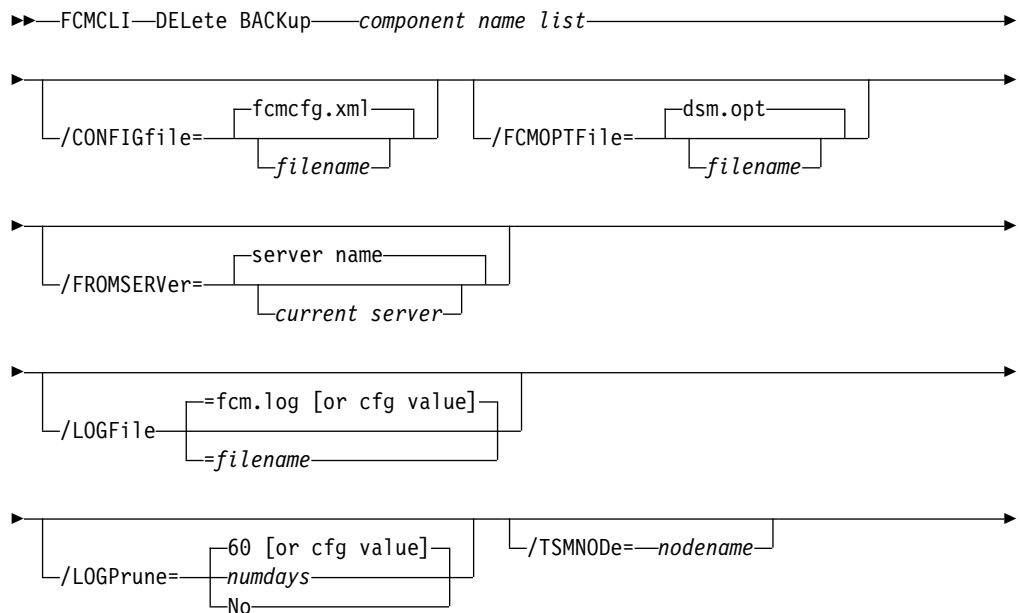 FCMCLI DELete BACKup component name list
fcmcfg.xml dsm.opt
/CONFIGfile= /FCMOPTFile=
filename filename
server name
/FROMSERVer=
current server
=fcm.log [or cfg value]
/LOGFile
=filename
60 [or cfg value] /TSMNODe= nodename
/LOGPrune= numdays
No